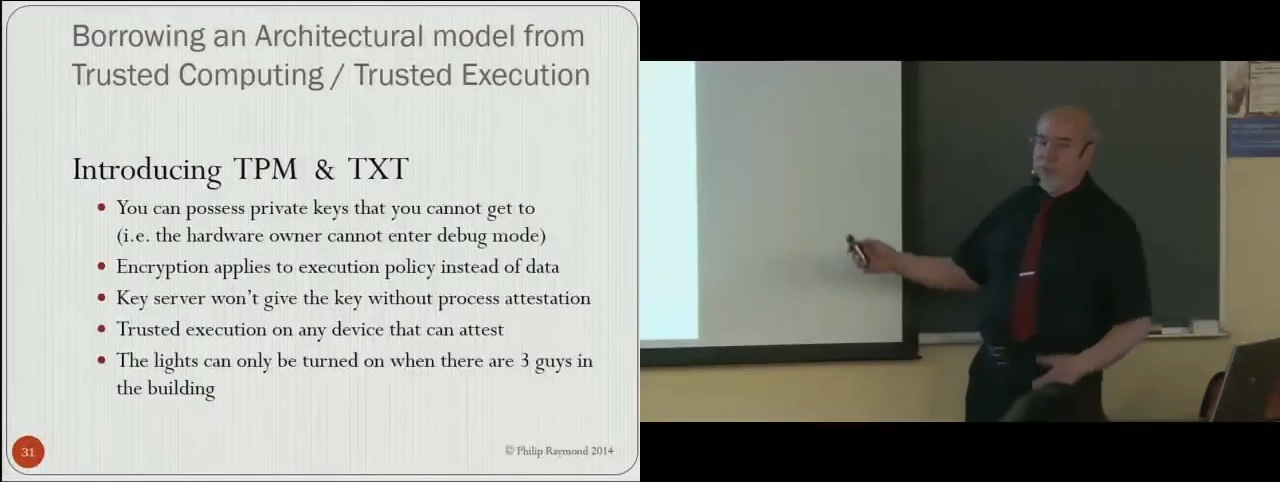 Borrowing an Architectural model from
Trusted Computing / Trusted Execution
Introducing TPM & TXT
• You can possess private keys that you cannot get to
(i.e. the hardware owner cannot enter debug mode)
• Encryption applies to execution policy instead of data
• Key server won't give the key without process attestation
• Trusted execution on any device that can attest
• The lights can only be turned on when there are 3 guys in
the building
31
© Philip Raymond 2014